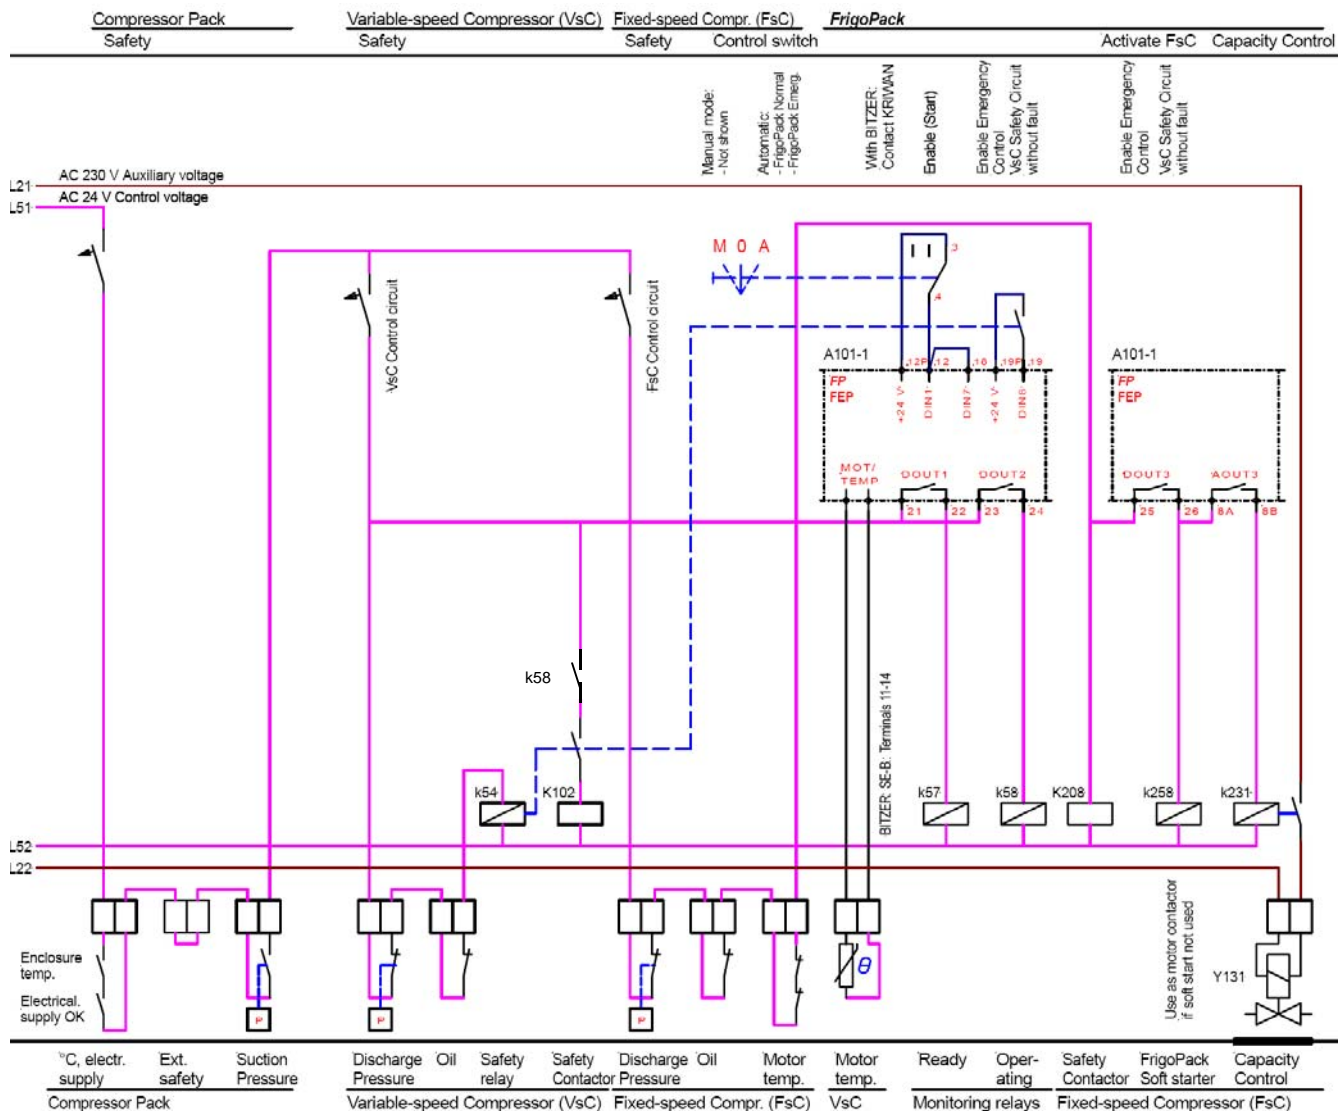 Compressor Pack
Variable-speed Compressor (VsC)
Fixed-speed Compr. (FsC)
FrigoPack
Safety
Safety
Safety
Control switch
Activate FsC
Capacity Control
Manual mode:
- Not shown
Automatic:
- FrigoPack Normal
- FrigoPack Emerg.
With BITZER:
Contact KRIWAN
Enable (Start)
Enable Emergency
Control
VsC Safety Circuit
without fault
Enable Emergency
Control
VsC Safety Circuit
without fault
L21
AC 230 V Auxiliary voltage
L51
AC 24 V Control voltage
M 0 A
3
4
VsC Control circuit
FsC Control circuit
A101-1
12P
12
18
19P
19
A101-1
FP
FEP
+24 V
DIN1
DIN7
+24 V
DIN8
FP
FEP
MOT/
TEMP
DOUT1
DOUT2
DOUT3
AOUT3
21
22
23
24
25
26
8A
8B
k58
BITZER: SE-B: Terminals 11-14
k54
K102
k57
k58
K208
k258
k231
L52
L22
Enclosure
temp.
Electrical.
supply OK
P
P
P
θ
Use as motor contactor
if soft start not used
Y131
°C, electr.
supply
Ext.
safety
Suction
Pressure
Discharge
Pressure
Oil
Safety
relay
Safety
Contactor
Discharge
Pressure
Oil
Motor
temp.
Motor
temp.
Ready
Oper-
ating
Safety
Contactor
FrigoPack
Soft starter
Capacity
Control
Compressor Pack
Variable-speed Compressor (VsC)
Fixed-speed Compr. (FsC)
VsC
Monitoring relays
Fixed-speed Compressor (FsC)